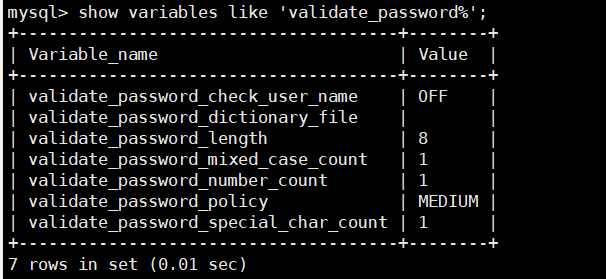 mysql> show variables like 'validate_password%';
+--------------------------------------+--------+
| Variable_name                        | Value  |
+--------------------------------------+--------+
| validate_password_check_user_name    | OFF    |
| validate_password_dictionary_file    |        |
| validate_password_length             | 8      |
| validate_password_mixed_case_count   | 1      |
| validate_password_number_count       | 1      |
| validate_password_policy             | MEDIUM |
| validate_password_special_char_count | 1      |
+--------------------------------------+--------+
7 rows in set (0.01 sec)